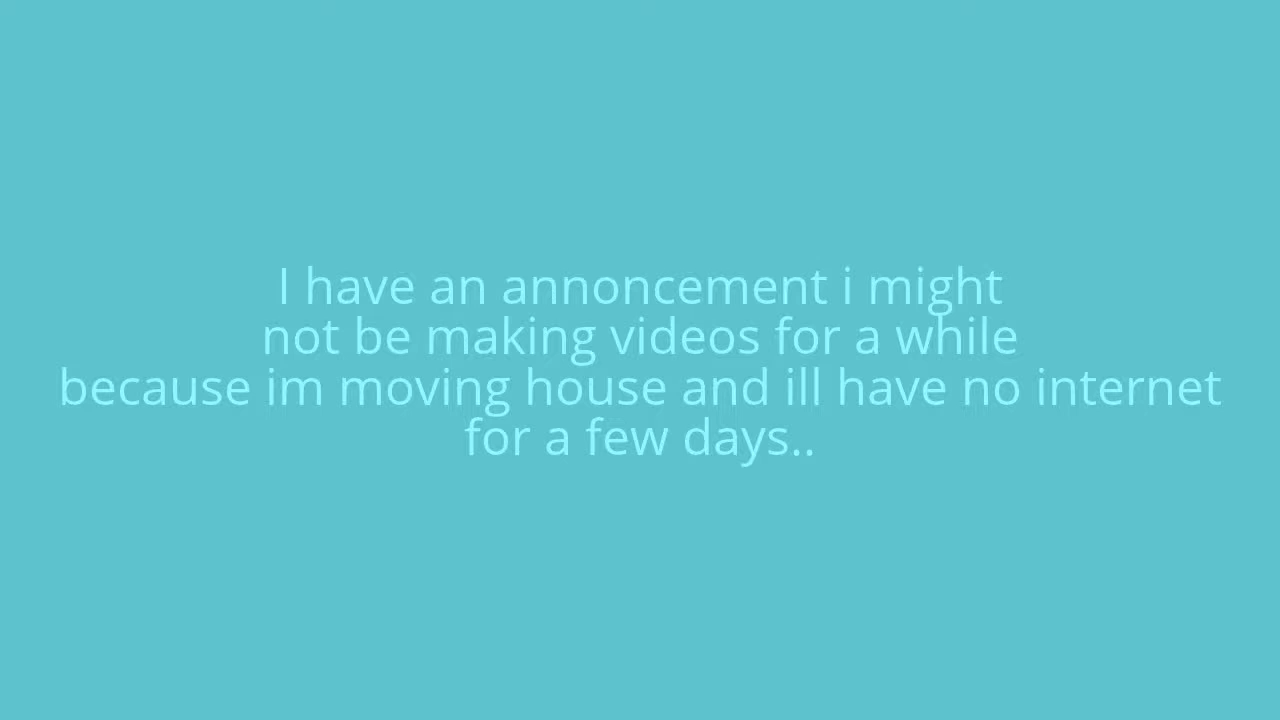 I have an annoncement i might
not be making videos for a while
because im moving house and ill have no internet
for a few days..